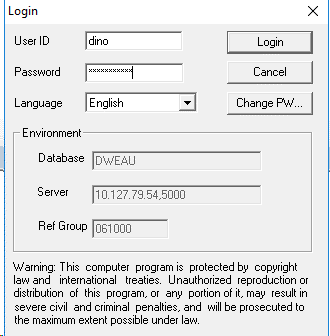 Login
User ID dino Login
Password ************ Cancel
Language English Change PW...
Environment
Database DWEAU
Server 10.127.79.54,5000
Ref Group 061000
Warning: This computer program is protected by copyright
law and international treaties. Unauthorized reproduction or
distribution of this program, or any portion of it, may result in
severe civil and criminal penalties, and will be prosecuted to
the maximum extent possible under law.